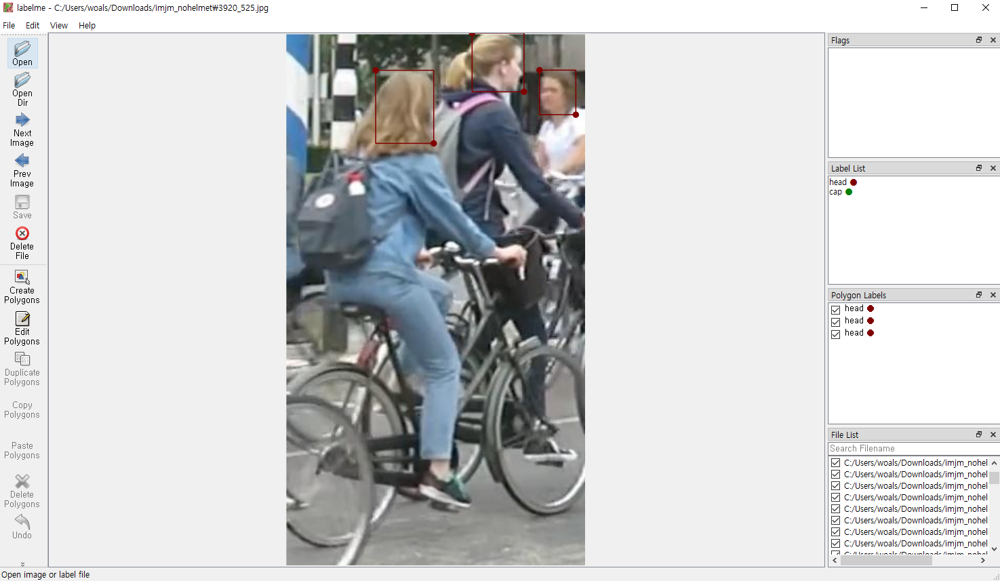 labelme - C:/Users/woals/Downloads/imjm_nohelmet₩3920_525.jpg
File Edit View Help
Open
Open
Dir
Next
Image
Prev
Image
Save
Delete
File
Create
Polygons
Edit
Polygons
Duplicate
Polygons
Copy
Polygons
Paste
Polygons
Delete
Polygons
Undo
Flags
Label List
head
cap
Polygon Labels
head
head
head
File List
Search Filename
C:/Users/woals/Downloads/imjm_nohel
C:/Users/woals/Downloads/imjm_nohel
C:/Users/woals/Downloads/imjm_nohel
C:/Users/woals/Downloads/imjm_nohel
C:/Users/woals/Downloads/imjm_nohel
C:/Users/woals/Downloads/imjm_nohel
C:/Users/woals/Downloads/imjm_nohel
C:/Users/woals/Downloads/imjm_nohel
Open image or label file